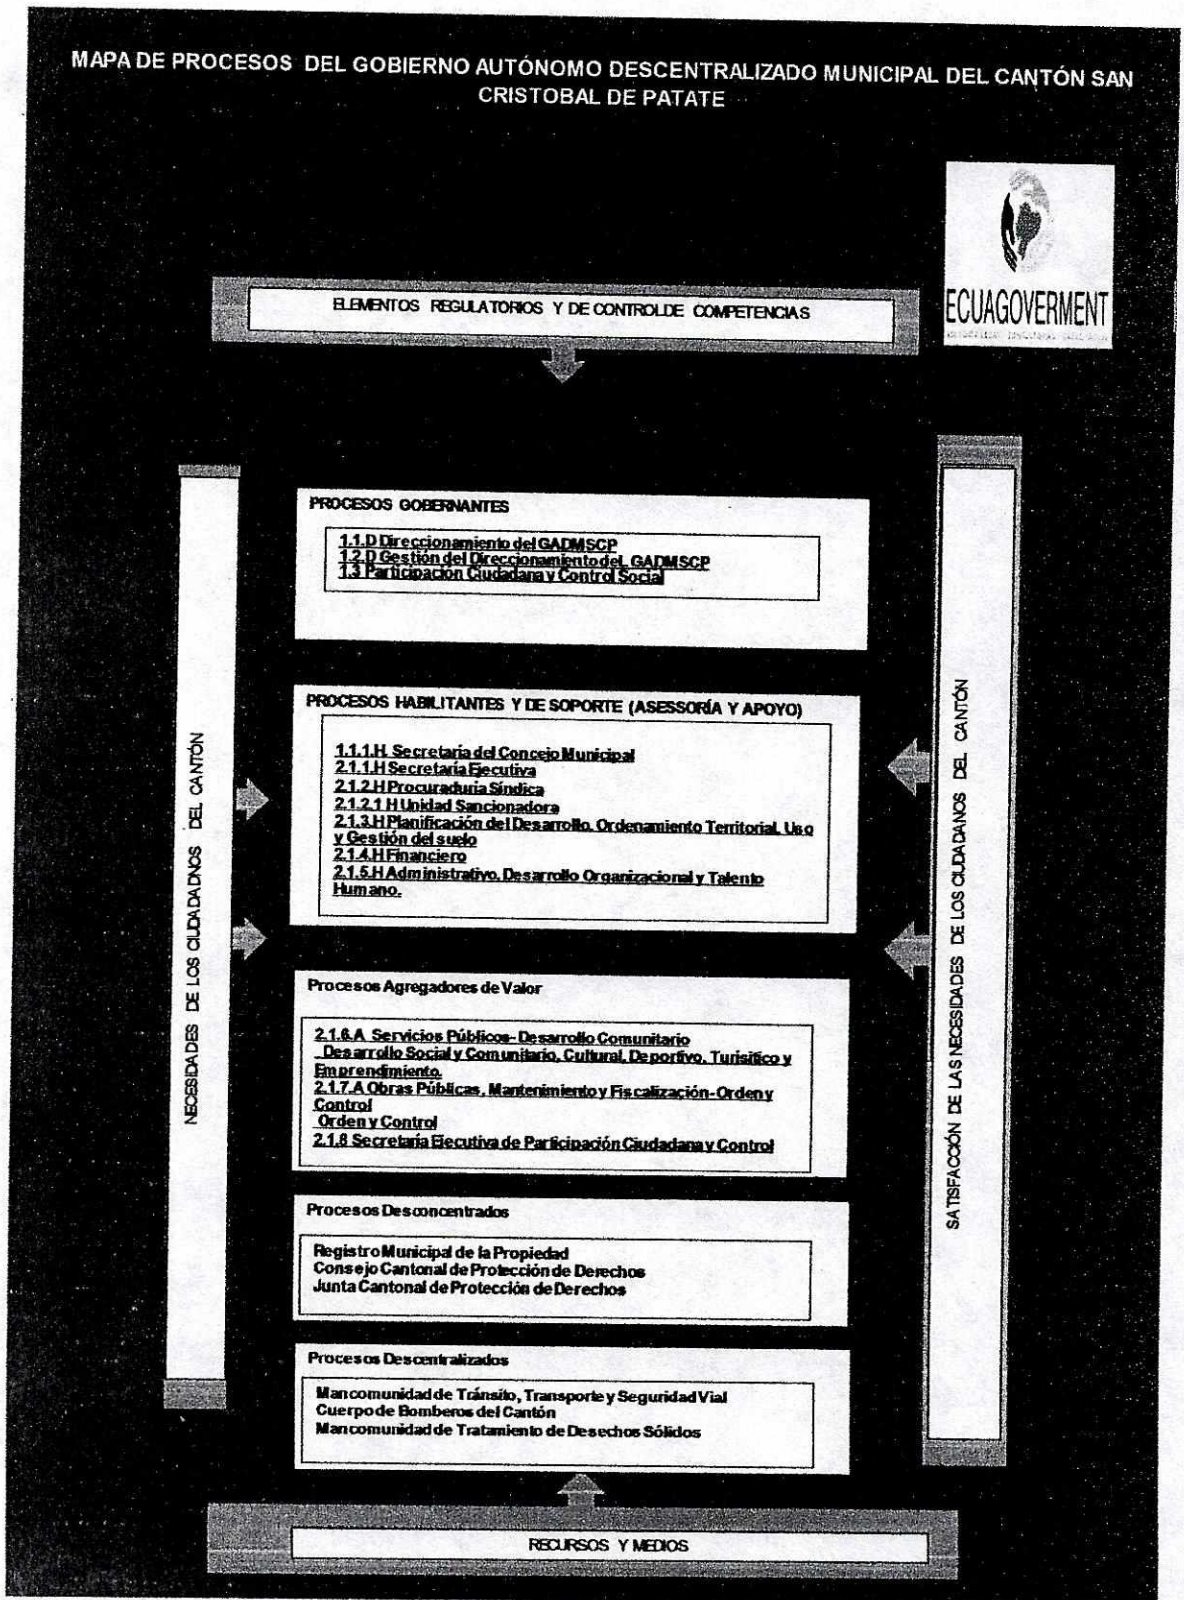 MAPA DE PROCESOS DEL GOBIERNO AUTÓNOMO DESCENTRALIZADO MUNICIPAL DEL CANTÓN SAN
CRISTOBAL DE PATATE
ECUAGOVERMENT
ELEMENTOS REGULATORIOS Y DE CONTROLDE COMPETENCIAS
NECESIDADES DE LOS CIUDADADNOS DEL CANTÓN
PROCESOS GOBERNANTES
1.1.D Direccionamiento del GADMSCP
1.2.D Gestión del Direccionamiento del. GADMSCP
1.3 Participación Ciudadana y Control Social
PROCESOS HABILITANTES Y DE SOPORTE (ASESSORÍA Y APOYO)
1.1.1.H. Secretaria del Concejo Municipal
2.1.1.H Secretaría Ejecutiva
2.1.2.H Procuraduría Síndica
2.1.2.1 H Unidad Sancionadora
2.1.3.H Planificación del Desarrollo, Ordenamiento Territorial, Uso
y Gestión del suelo
2.1.4.H Financiero
2.1.5.H Administrativo, Desarrollo Organizacional y Talento
Humano.
Procesos Agregadores de Valor
2.1.6.A Servicios Públicos- Desarrollo Comunitario
Desarrollo Social y Comunitario, Cultural, Deportivo, Turisitico y
Emprendimiento.
2.1.7.A Obras Públicas, Mantenimiento y Fiscalización-Orden y
Control
Orden y Control
2.1.8 Secretaría Ejecutiva de Participación Ciudadana y Control
Procesos Desconcentrados
Registro Municipal de la Propiedad
Consejo Cantonal de Protección de Derechos
Junta Cantonal de Protección de Derechos
Procesos Descentralizados
Mancomunidad de Tránsito, Transporte y Seguridad Vial
Cuerpo de Bomberos del Cantón
Mancomunidad de Tratamiento de Desechos Sólidos
SATISFACCIÓN DE LAS NECESIDADES DE LOS CIUDADANOS DEL CANTÓN
RECURSOS Y MEDIOS